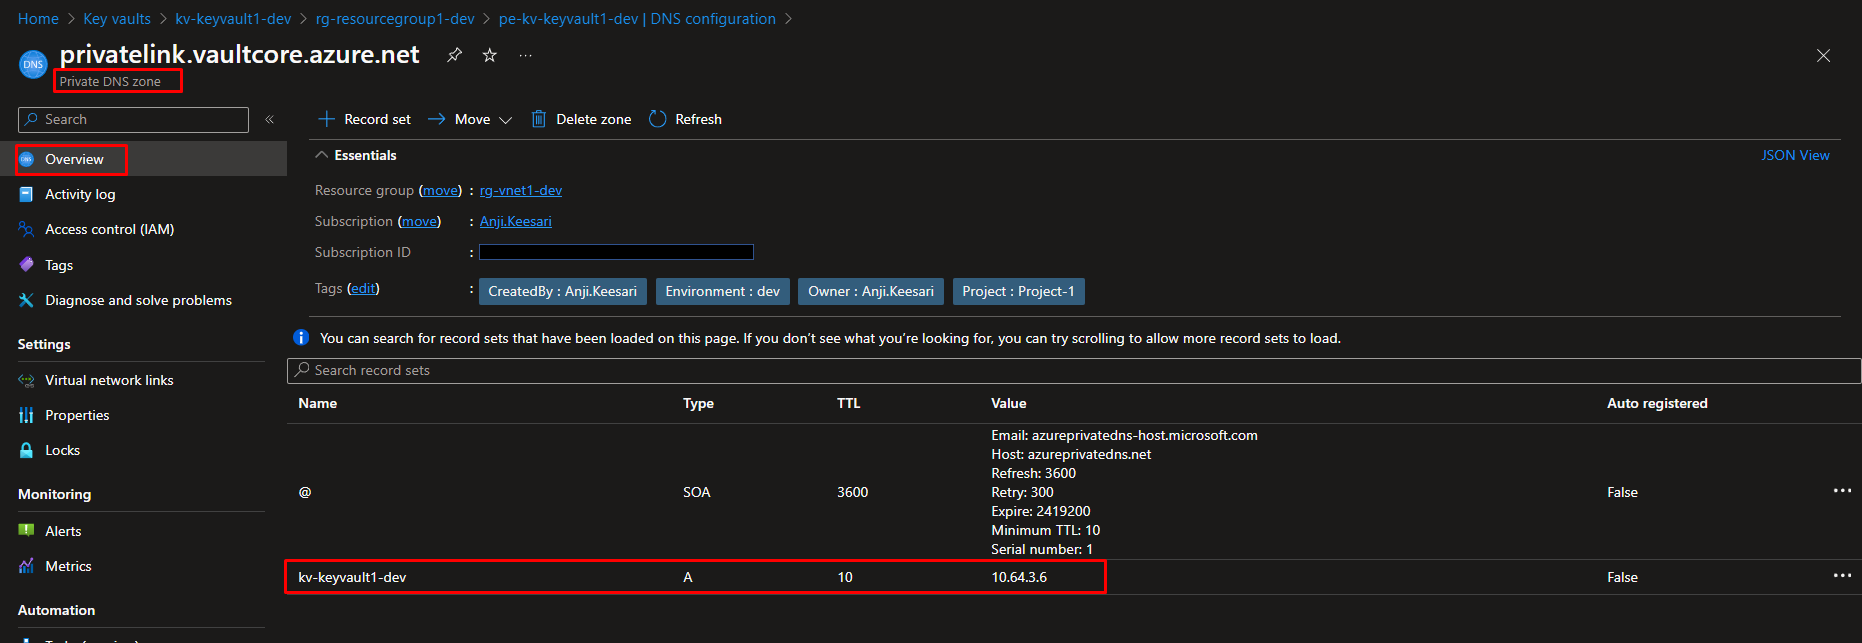 Home > Key vaults > kv-keyvault1-dev > rg-resourcegroup1-dev > pe-kv-keyvault1-dev | DNS configuration >
DNS
privatelink.vaultcore.azure.net
Private DNS zone
Search
«
Overview
Activity log
Access control (IAM)
Tags
Diagnose and solve problems
Settings
Virtual network links
Properties
Locks
Monitoring
Alerts
Metrics
Automation
Record set
Move
Delete zone
Refresh
Essentials
JSON View
Resource group (move) : rg-vnet1-dev
Subscription (move) : Anji.Keesari
Subscription ID :
Tags (edit) : CreatedBy : Anji.Keesari Environment : dev Owner : Anji.Keesari Project : Project-1
You can search for record sets that have been loaded on this page. If you don't see what you're looking for, you can try scrolling to allow more record sets to load.
Search record sets
Name Type TTL Value Auto registered
Email: azureprivatedns-host.microsoft.com
Host: azureprivatedns.net
Refresh: 3600
@ SOA 3600 Retry: 300 False
Expire: 2419200
Minimum TTL: 10
Serial number: 1
kv-keyvault1-dev A 10 10.64.3.6 False